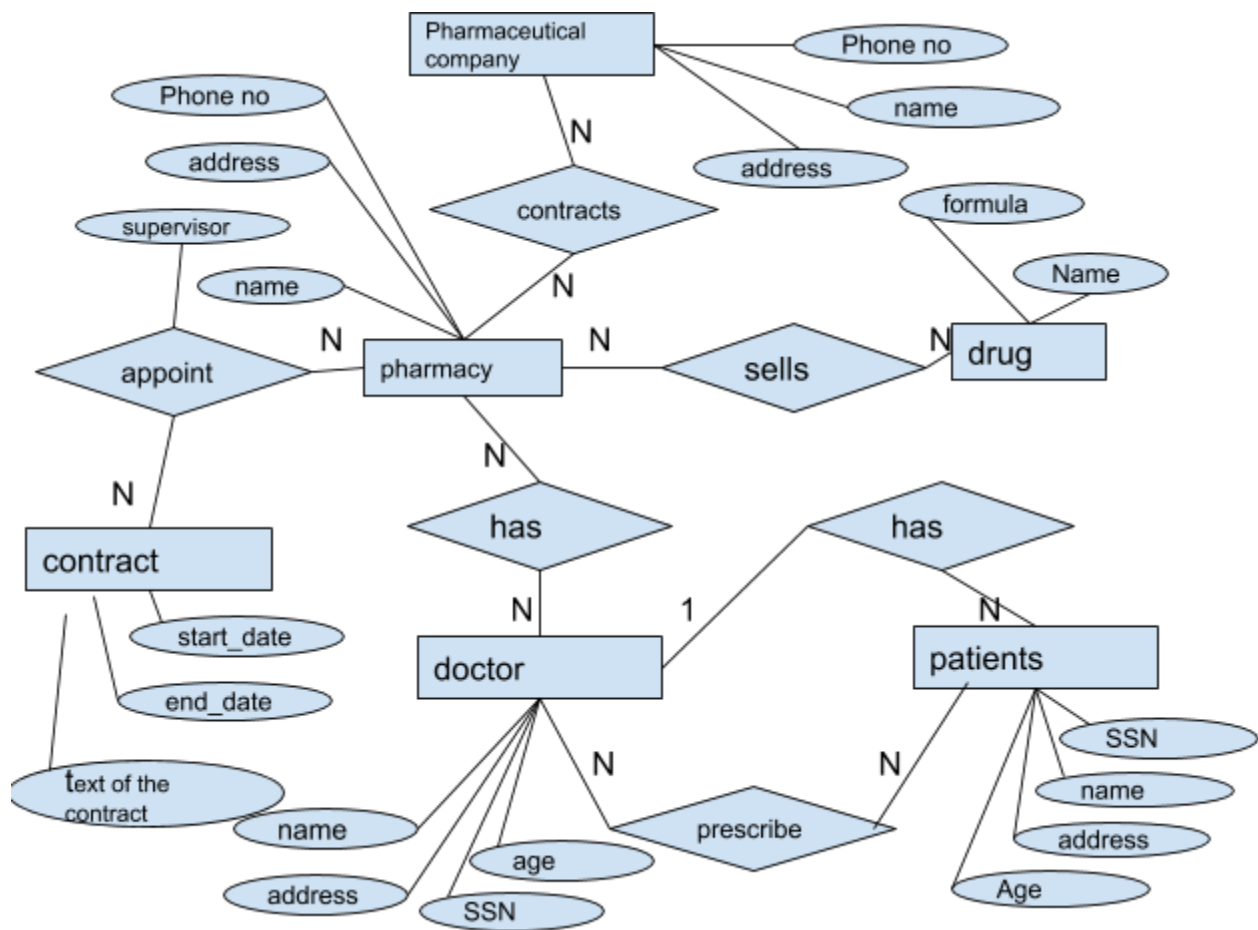 Pharmaceutical
company
Phone no
name
address
Phone no
address
supervisor
name
N
contracts
N
formula
Name
appoint
N
pharmacy
N
sells
N
drug
N
contract
start_date
end_date
text of the
contract
N
has
N
doctor
1
has
N
patients
name
address
SSN
age
N
prescribe
N
SSN
name
address
Age